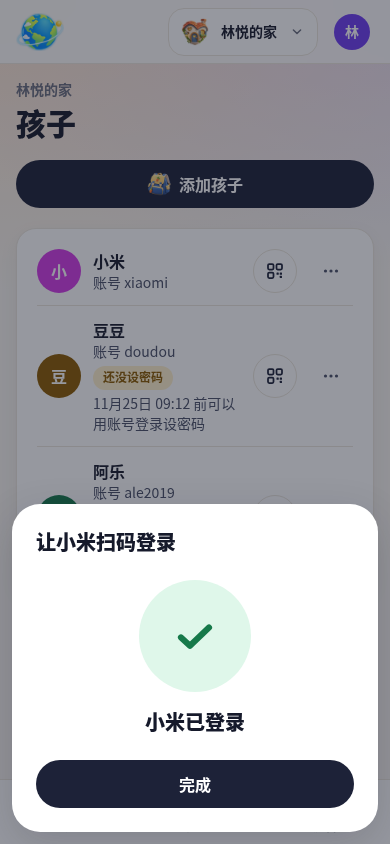 林悦的家
林
林悦的家
孩子
添加孩子
小
小米
账号 xiaomi
豆
豆豆
账号 doudou
还没设密码
11月25日 09:12 前可以
用账号登录设密码
阿乐
账号 ale2019
让小米扫码登录
小米已登录
完成